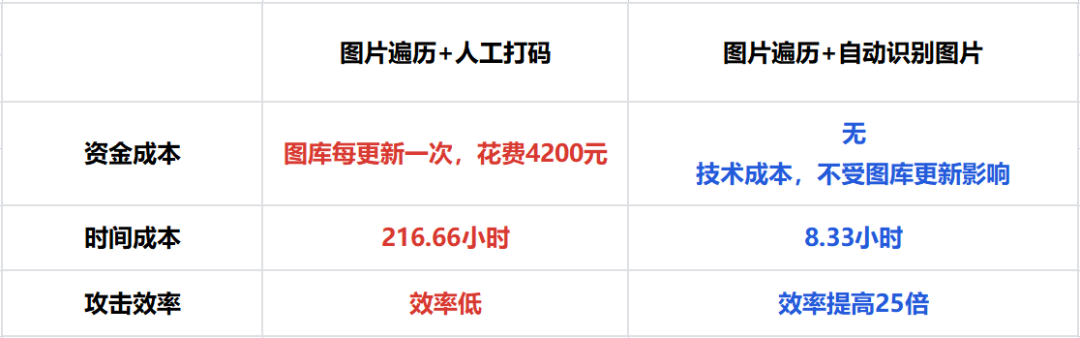 图片遍历+人工打码
图片遍历+自动识别图片
资金成本
图库每更新一次，花费4200元
无
技术成本，不受图库更新影响
时间成本
216.66小时
8.33小时
攻击效率
效率低
效率提高25倍